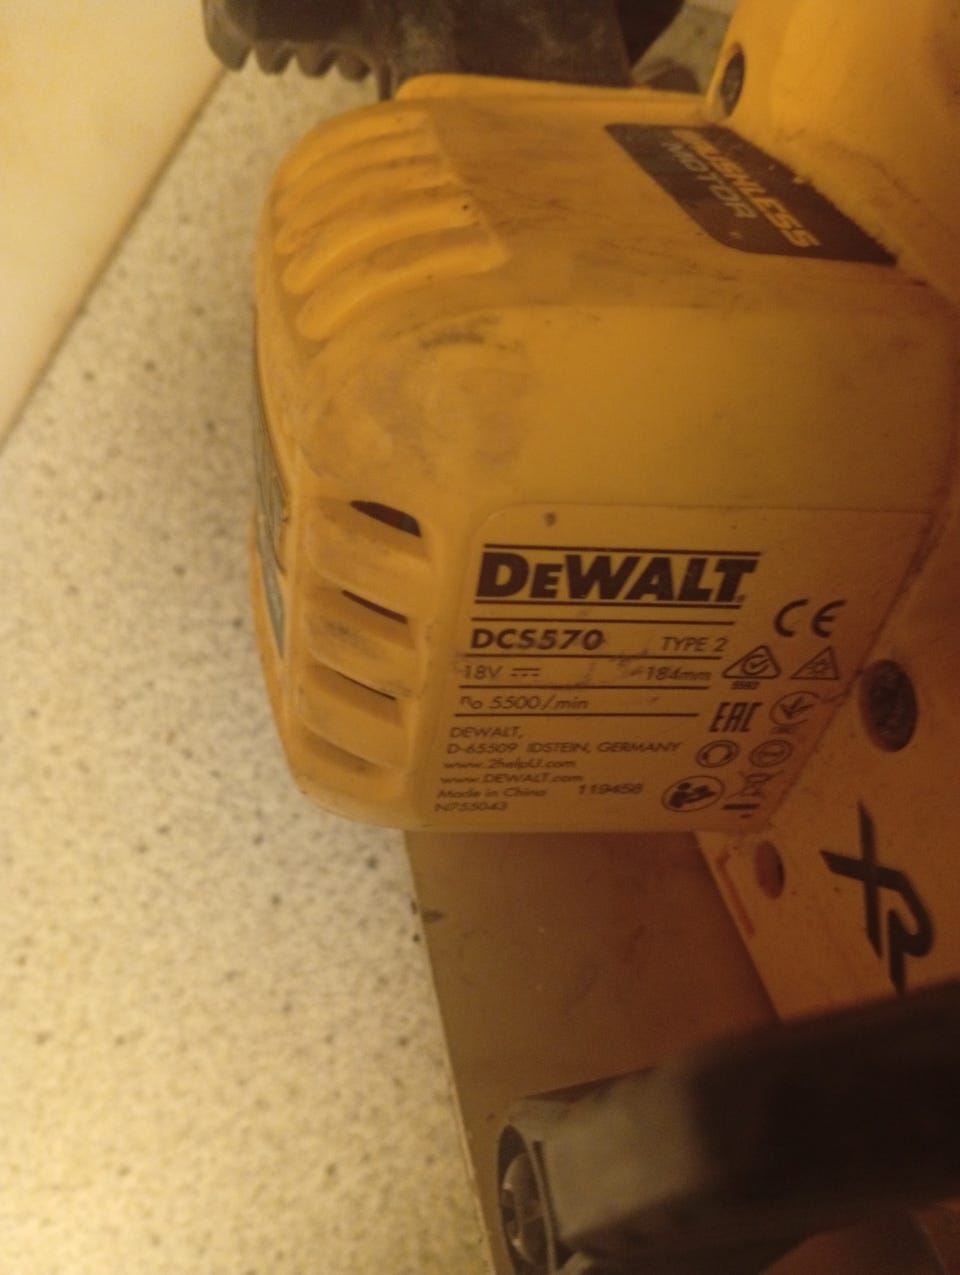 BRUSHLESS
MOTOR
DEWALT
DCS570 TYPE 2
CE
18V 184mm
n₀ 5500/min
EAC
DEWALT,
D-65509 IDSTEIN, GERMANY
www.2helpU.com
www.DEWALT.com
Made in China 119458
N755043
XR